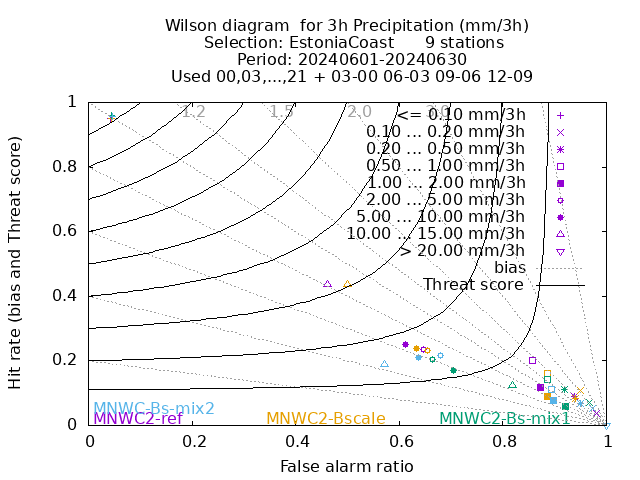 Wilson diagram  for 3h Precipitation (mm/3h)
Selection: EstoniaCoast      9 stations
Period: 20240601-20240630
Used 00,03,...,21 + 03-00 06-03 09-06 12-09
Hit rate (bias and Threat score)
1
0.8
0.6
0.4
0.2
0
1.2
1.5
2.0
3.0
<= 0.10 mm/3h
0.10 ... 0.20 mm/3h
0.20 ... 0.50 mm/3h
0.50 ... 1.00 mm/3h
1.00 ... 2.00 mm/3h
2.00 ... 5.00 mm/3h
5.00 ... 10.00 mm/3h
10.00 ... 15.00 mm/3h
> 20.00 mm/3h
bias
Threat score
MNWC-Bs-mix2
MNWC2-ref MNWC2-Bscale MNWC2-Bs-mix1
0 0.2 0.4 0.6 0.8 1
False alarm ratio